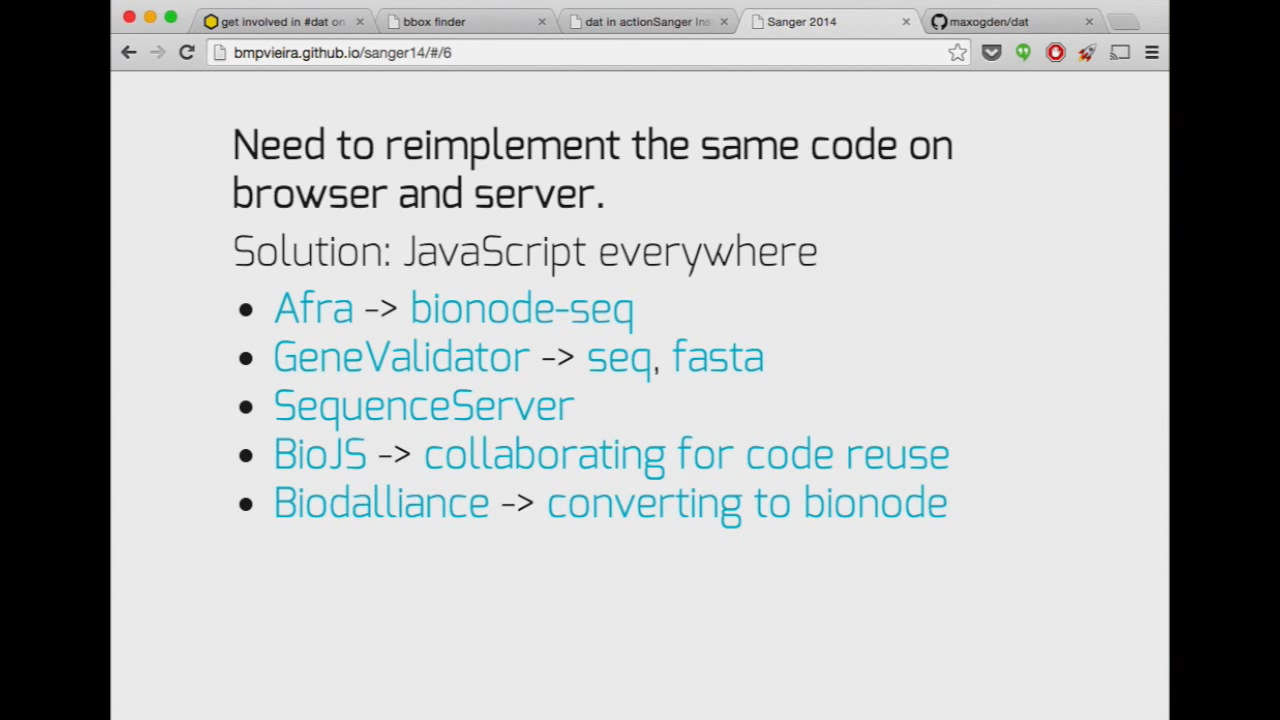 get involved in #dat on
bbox finder
dat in actionSanger Ins
Sanger 2014
maxogden/dat
bmpvieira.github.io/sanger14/#/6
Need to reimplement the same code on
browser and server.
Solution: JavaScript everywhere
• Afra -> bionode-seq
• GeneValidator -> seq, fasta
• SequenceServer
• BioJS -> collaborating for code reuse
• Biodalliance -> converting to bionode